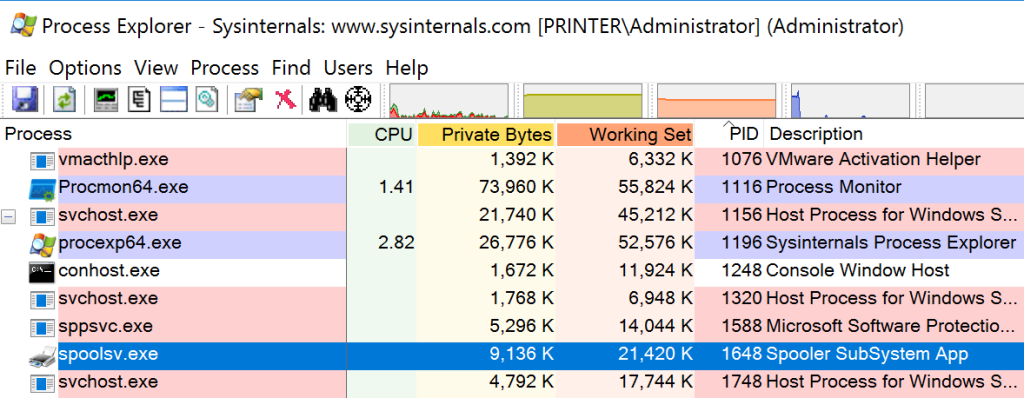 Process Explorer - Sysinternals: www.sysinternals.com [PRINTER\Administrator] (Administrator)
File Options View Process Find Users Help
Process CPU Private Bytes Working Set PID Description
vmacthlp.exe 1,392 K 6,332 K 1076 VMware Activation Helper
Procmon64.exe 1.41 73,960 K 55,824 K 1116 Process Monitor
svchost.exe 21,740 K 45,212 K 1156 Host Process for Windows S...
procexp64.exe 2.82 26,776 K 52,576 K 1196 Sysinternals Process Explorer
conhost.exe 1,672 K 11,924 K 1248 Console Window Host
svchost.exe 1,768 K 6,948 K 1320 Host Process for Windows S...
sppsvc.exe 5,296 K 14,044 K 1588 Microsoft Software Protectio...
spoolsv.exe 9,136 K 21,420 K 1648 Spooler SubSystem App
svchost.exe 4,792 K 17,744 K 1748 Host Process for Windows S...